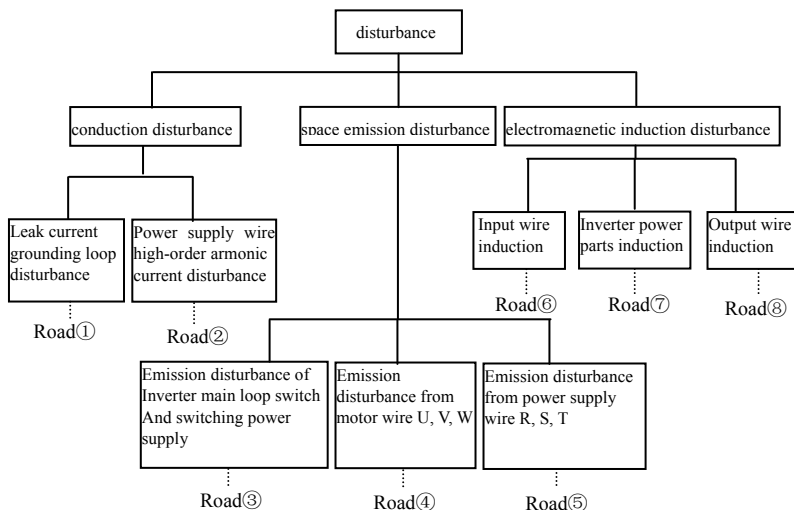 disturbance
conduction disturbance
space emission disturbance
electromagnetic induction disturbance
Leak current
grounding loop
disturbance
Power supply wire
high-order armonic
current disturbance
Input wire
induction
Inverter power
parts induction
Output wire
induction
Road①
Road②
Road⑥
Road⑦
Road⑧
Emission disturbance of
Inverter main loop switch
And switching power
supply
Emission
disturbance from
motor wire U, V, W
Emission disturbance
from power supply
wire R, S, T
Road③
Road④
Road⑤